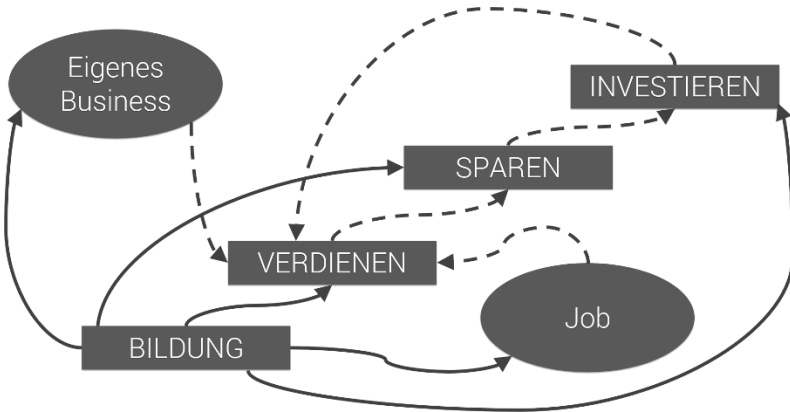 Eigenes
Business
INVESTIEREN
SPAREN
VERDIENEN
Job
BILDUNG